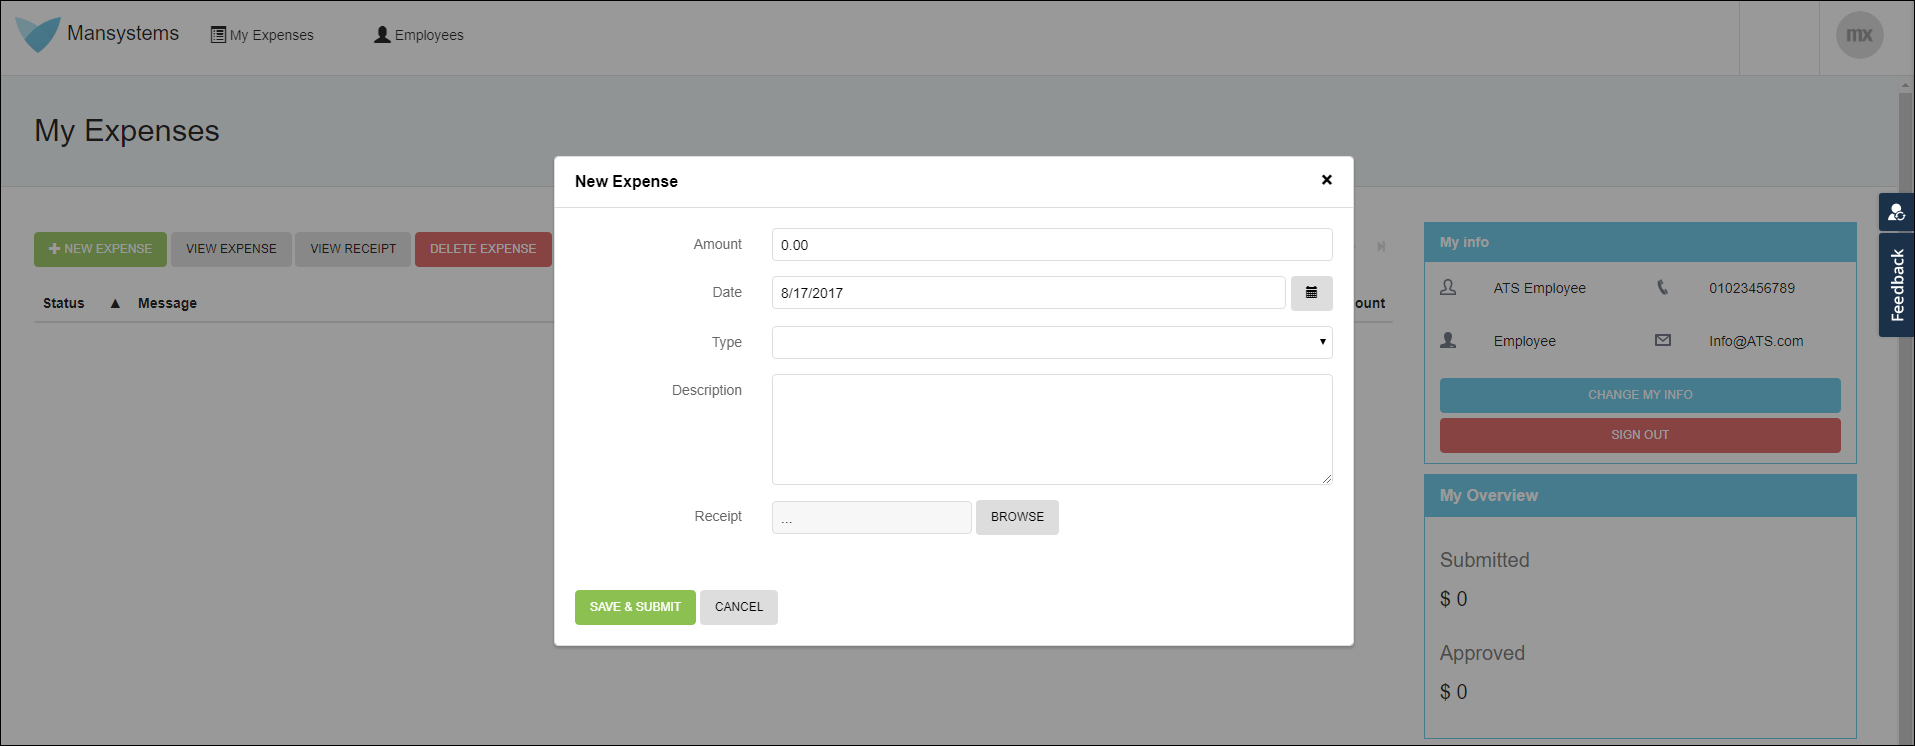 Mansystems
My Expenses
Employees
mx
My Expenses
New Expense
NEW EXPENSE
VIEW EXPENSE
VIEW RECEIPT
DELETE EXPENSE
Status ▲ Message
ount
Amount 0.00
Date 8/17/2017
Type
Description
Receipt ... BROWSE
SAVE & SUBMIT CANCEL
My info
ATS Employee 01023456789
Employee Info@ATS.com
CHANGE MY INFO
SIGN OUT
My Overview
Submitted
$ 0
Approved
$ 0
Feedback